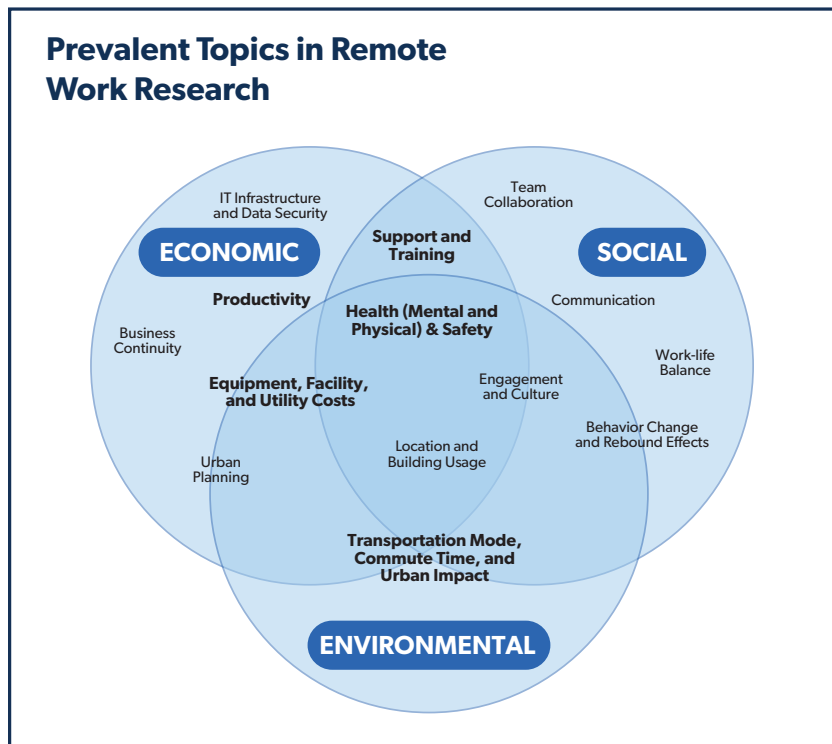 Prevalent Topics in Remote
Work Research
IT Infrastructure
and Data Security
Team
Collaboration
Support and
Training
ECONOMIC
SOCIAL
Productivity
Communication
Health (Mental and
Physical) & Safety
Business
Continuity
Work-life
Balance
Equipment, Facility,
and Utility Costs
Engagement
and Culture
Behavior Change
and Rebound Effects
Location and
Building Usage
Urban
Planning
Transportation Mode,
Commute Time, and
Urban Impact
ENVIRONMENTAL